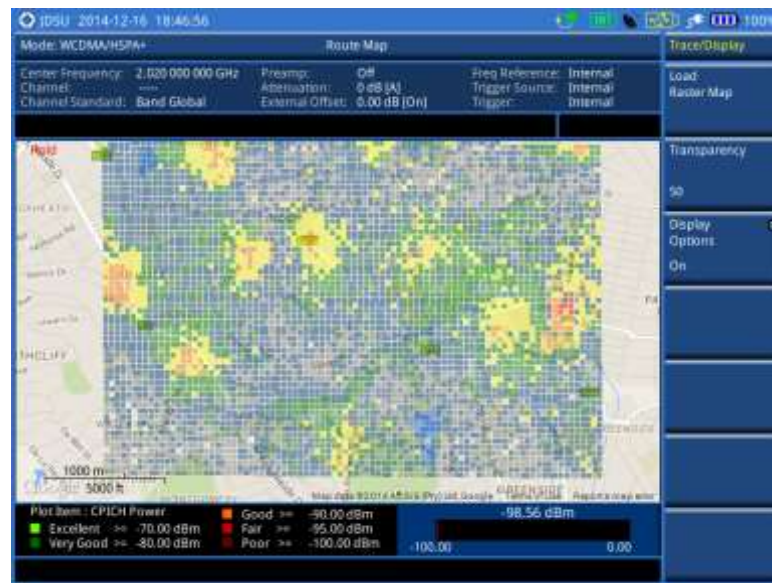 JDSU 2014-12-16 18:46:56
100%
Mode: WCDMA/HSPA+ Route Map Trace/Display
Center Frequency: 2.020 000 000 GHz Preamp: Off Freq Reference: Internal
Channel: ---- Attenuation: 0 dB [A] Trigger Source: Internal
Channel Standard: Band Global External Offset: 0.00 dB [On] Trigger: Internal
Load
Raster Map
Hold
Transparency
50
Display
Options
On
1000 m
5000 ft
GREENSIDE
Plot Item : CPICH Power
Excellent >= -70.00 dBm
Very Good >= -80.00 dBm
Good >= -90.00 dBm
Fair >= -95.00 dBm
Poor >= -100.00 dBm
-98.56 dBm
-100.00 0.00